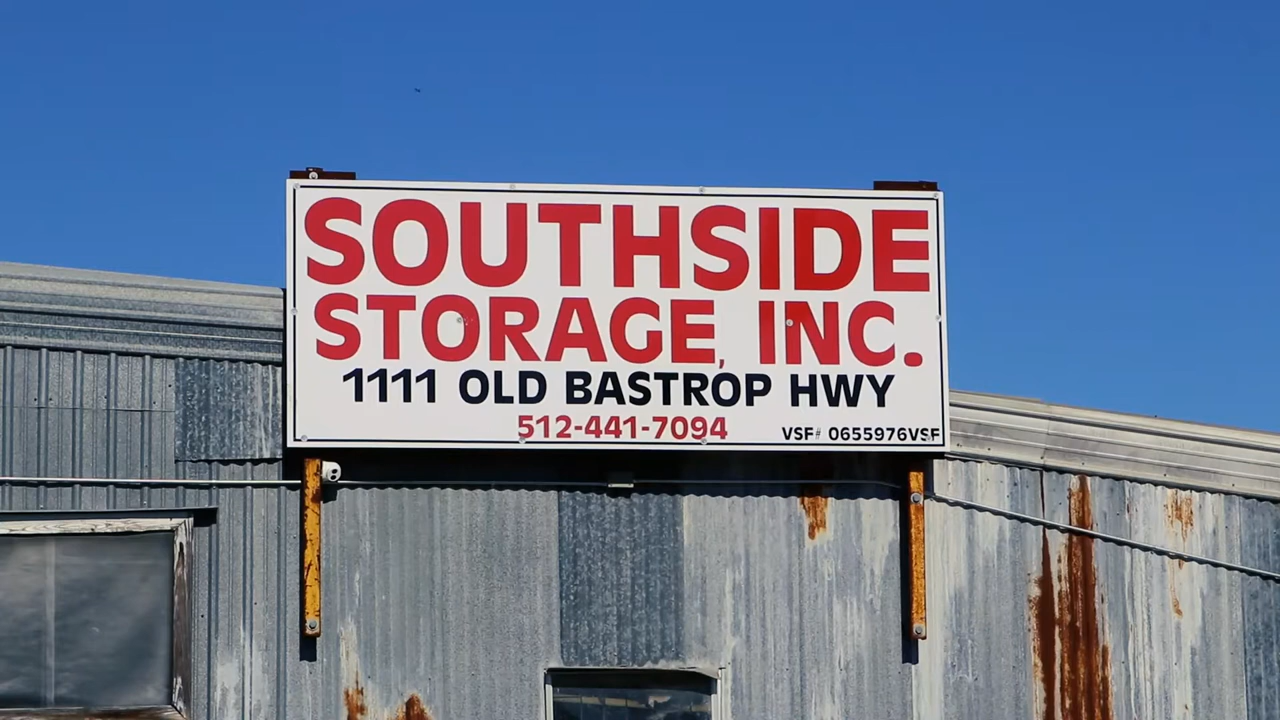 SOUTHSIDE
STORAGE, INC.
1111 OLD BASTROP HWY
512-441-7094
VSF# 0655976VSF